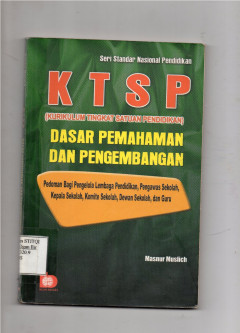 Seri Standar Nasional Pendidikan
KTSP
(KURIKULUM TINGKAT SATUAN PENDIDIKAN)
DASAR PEMAHAMAN
DAN PENGEMBANGAN
Pedoman Bagi Pengelola Lembaga Pendidikan, Pengawas Sekolah,
Kepala Sekolah, Komite Sekolah, Dewan Sekolah, dan Guru
Masnur Muslich